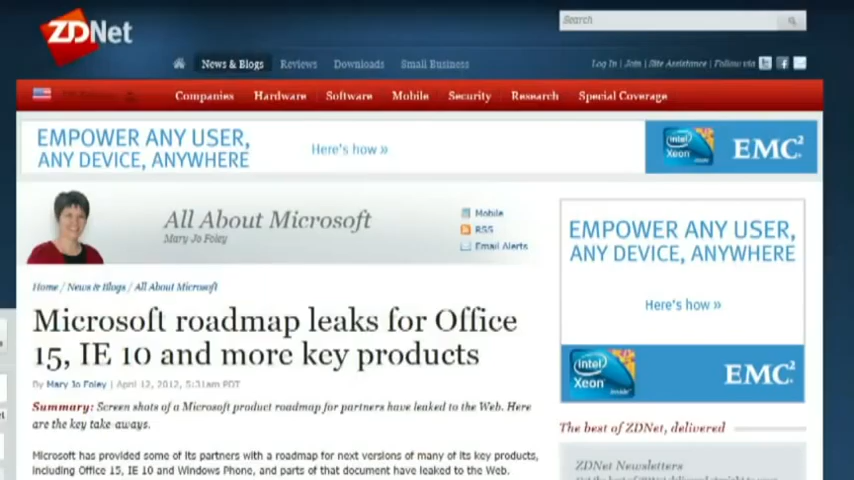 ZDNet
Search
News & Blogs Reviews Downloads Small Business
Log In | Join | Site Assistance | Follow via
Companies Hardware Software Mobile Security Research Special Coverage
EMPOWER ANY USER,
ANY DEVICE, ANYWHERE
Here's how »
intel
Xeon
EMC²
All About Microsoft
Mary Jo Foley
Mobile
RSS
Email Alerts
EMPOWER ANY USER,
ANY DEVICE, ANYWHERE
Here's how »
intel
Xeon
inside
EMC²
Home / News & Blogs / All About Microsoft
Microsoft roadmap leaks for Office
15, IE 10 and more key products
By Mary Jo Foley | April 12, 2012, 5:31am PDT
Summary: Screen shots of a Microsoft product roadmap for partners have leaked to the Web. Here
are the key take-aways.
Microsoft has provided some of its partners with a roadmap for next versions of many of its key products,
including Office 15, IE 10 and Windows Phone, and parts of that document have leaked to the Web.
The best of ZDNet, delivered
ZDNet Newsletters